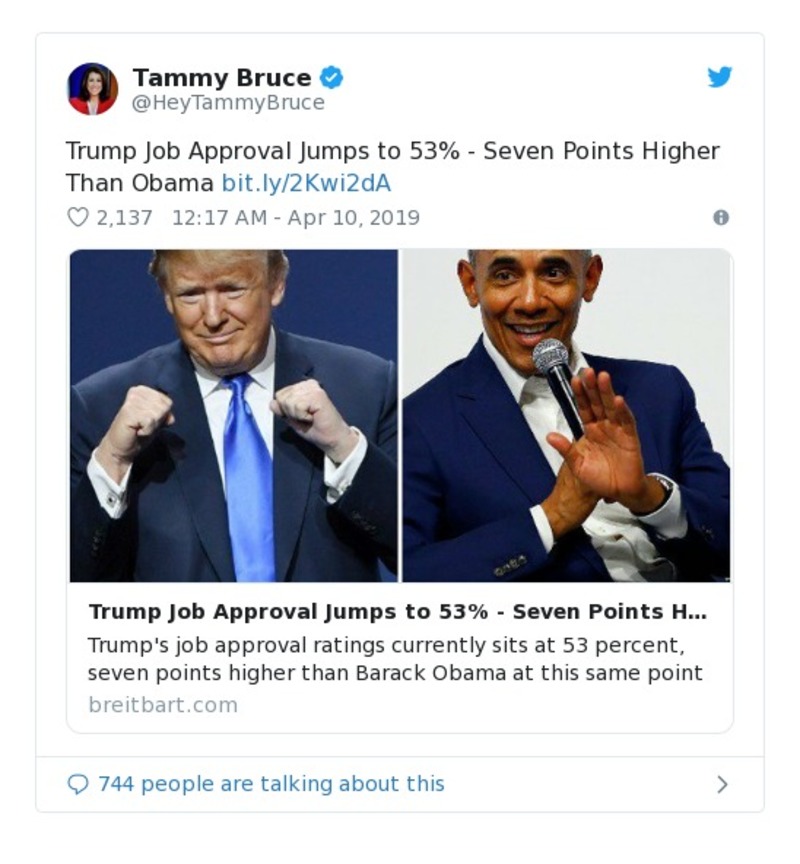 Tammy Bruce
@HeyTammyBruce
Trump Job Approval Jumps to 53% - Seven Points Higher
Than Obama bit.ly/2Kwi2dA
2,137 12:17 AM - Apr 10, 2019
Trump Job Approval Jumps to 53% - Seven Points H...
Trump's job approval ratings currently sits at 53 percent,
seven points higher than Barack Obama at this same point
breitbart.com
744 people are talking about this